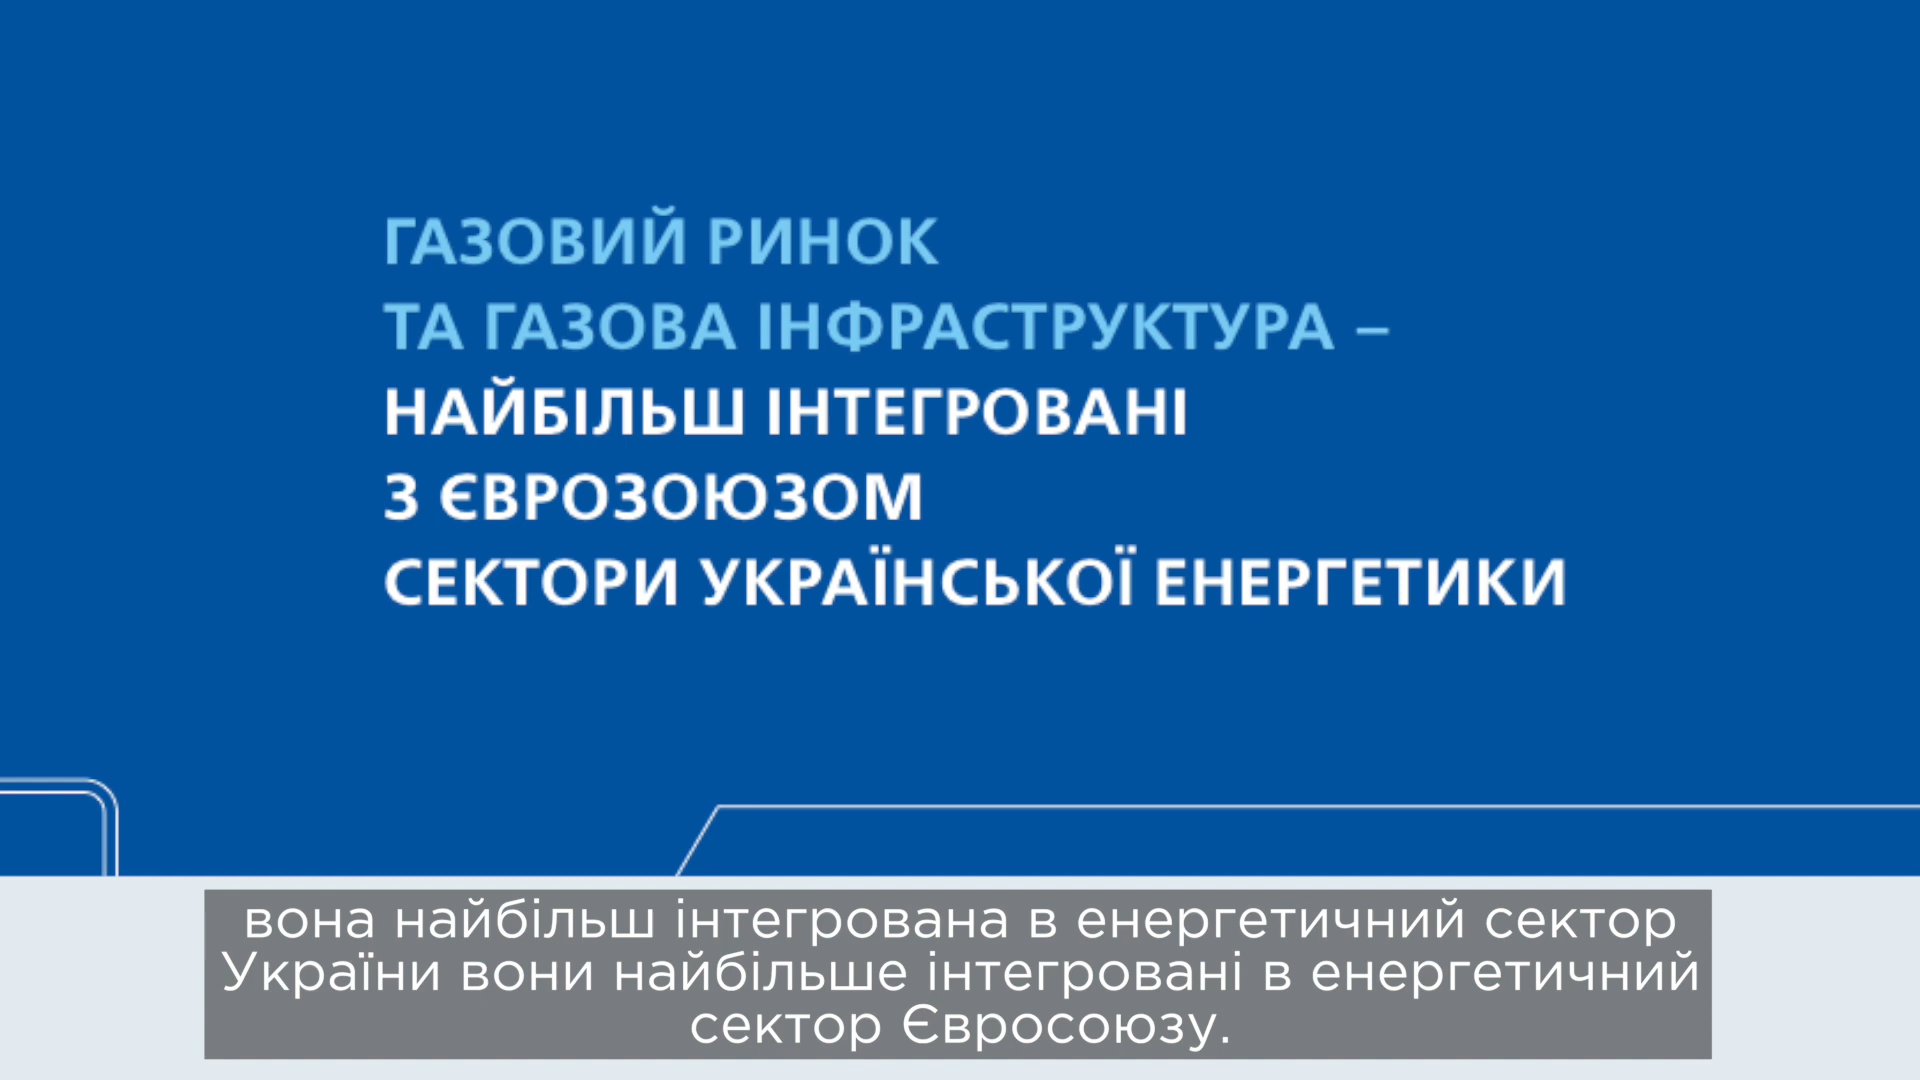 ГАЗОВИЙ РИНОК
ТА ГАЗОВА ІНФРАСТРУКТУРА –
НАЙБІЛЬШ ІНТЕГРОВАНІ
З ЄВРОЗОЮЗОМ
СЕКТОРИ УКРАЇНСЬКОЇ ЕНЕРГЕТИКИ
вона найбільш інтегрована в енергетичний сектор
України вони найбільше інтегровані в енергетичний
сектор Євросоюзу.